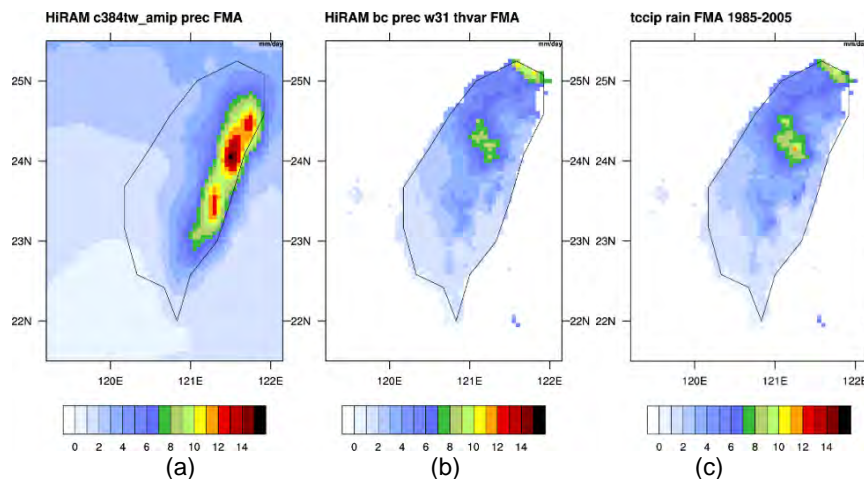 HiRAM c384tw_amip prec FMA
HiRAM bc prec w31 thvar FMA
tccip rain FMA 1985-2005
mm/day
mm/day
mm/day
25N
24N
23N
22N
25N
24N
23N
22N
25N
24N
23N
22N
120E 121E 122E
120E 121E 122E
120E 121E 122E
0 2 4 6 8 10 12 14
0 2 4 6 8 10 12 14
0 2 4 6 8 10 12 14
(a) (b) (c)